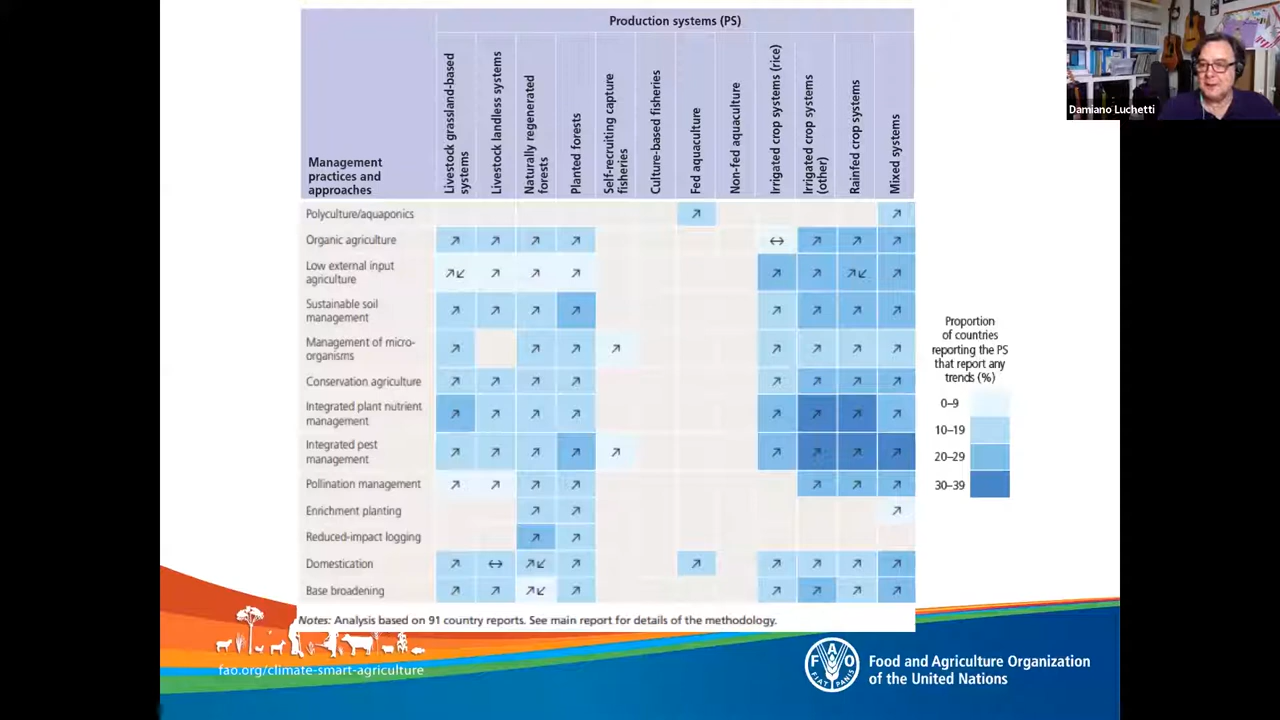 Production systems (PS)
Management
practices and
approaches
Livestock grassland-based
systems
Livestock landless systems
Naturally regenerated
forests
Planted forests
Self-recruiting capture
fisheries
Culture-based fisheries
Fed aquaculture
Non-fed aquaculture
Irrigated crop systems (rice)
Irrigated crop systems
(other)
Rainfed crop systems
Mixed systems
Polyculture/aquaponics
Organic agriculture
Low external input
agriculture
Sustainable soil
management
Management of micro-
organisms
Conservation agriculture
Integrated plant nutrient
management
Integrated pest
management
Pollination management
Enrichment planting
Reduced-impact logging
Domestication
Base broadening
Notes: Analysis based on 91 country reports. See main report for details of the methodology.
Proportion
of countries
reporting the PS
that report any
trends (%)
0–9
10–19
20–29
30–39
Damiano Luchetti
fao.org/climate-smart-agriculture
FAO
FIAT PANIS
Food and Agriculture Organization
of the United Nations